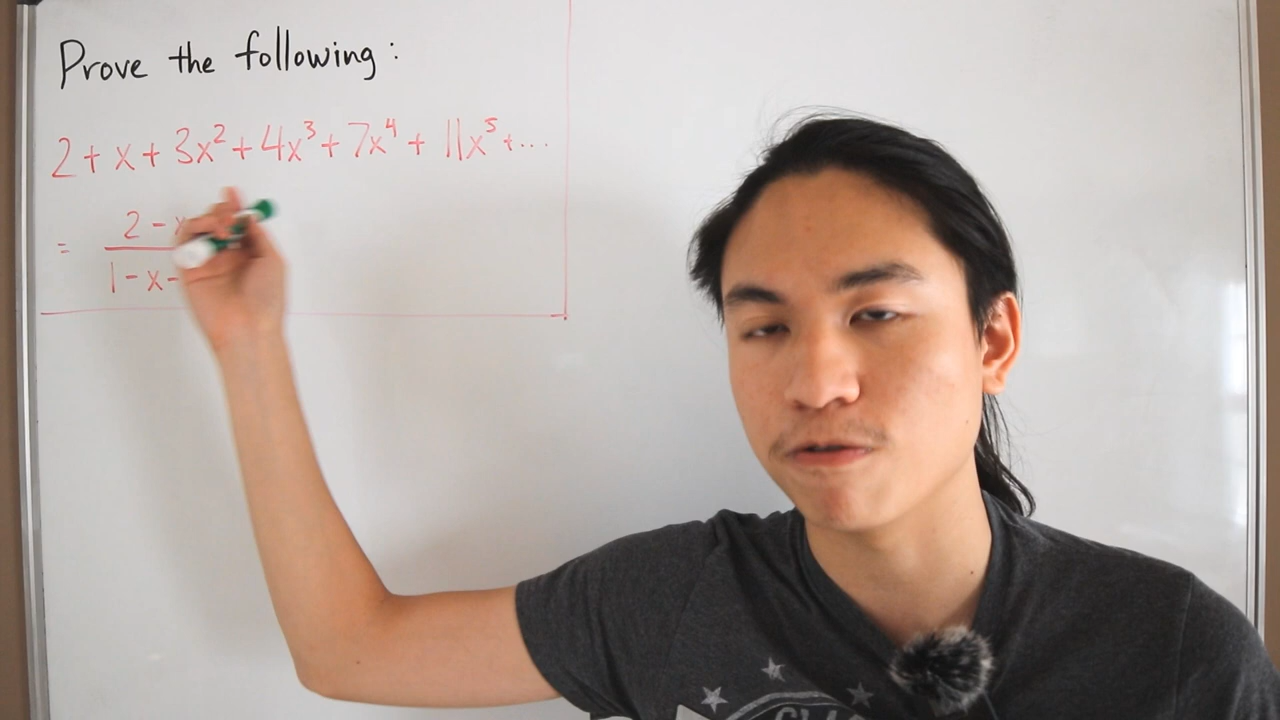 Prove the following:
2 + x + 3x² + 4x³ + 7x⁴ + 11x⁵ + ...
= 2 - x
1 - x -